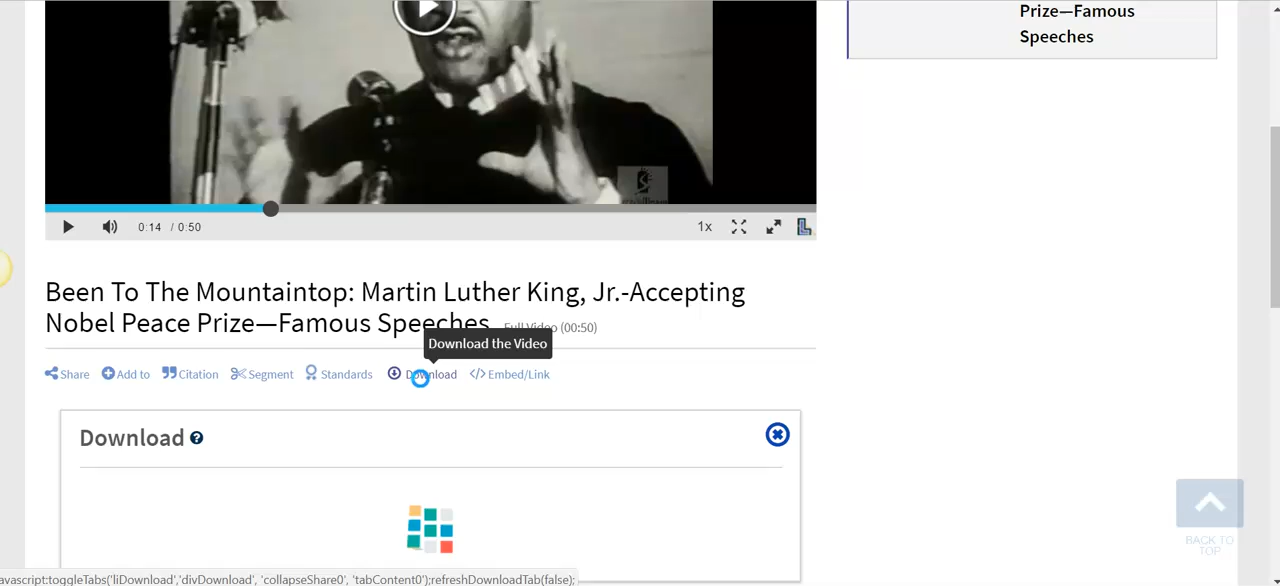 Prize—Famous
Speeches
0:14 / 0:50
1x
Been To The Mountaintop: Martin Luther King, Jr.-Accepting
Nobel Peace Prize—Famous Speeches Full Video (00:50)
Download the Video
Share Add to Citation Segment Standards Download Embed/Link
Download
BACK TO
TOP
avascript:toggleTabs('liDownload','divDownload', 'collapseShare0', 'tabContent0');refreshDownloadTab(false);